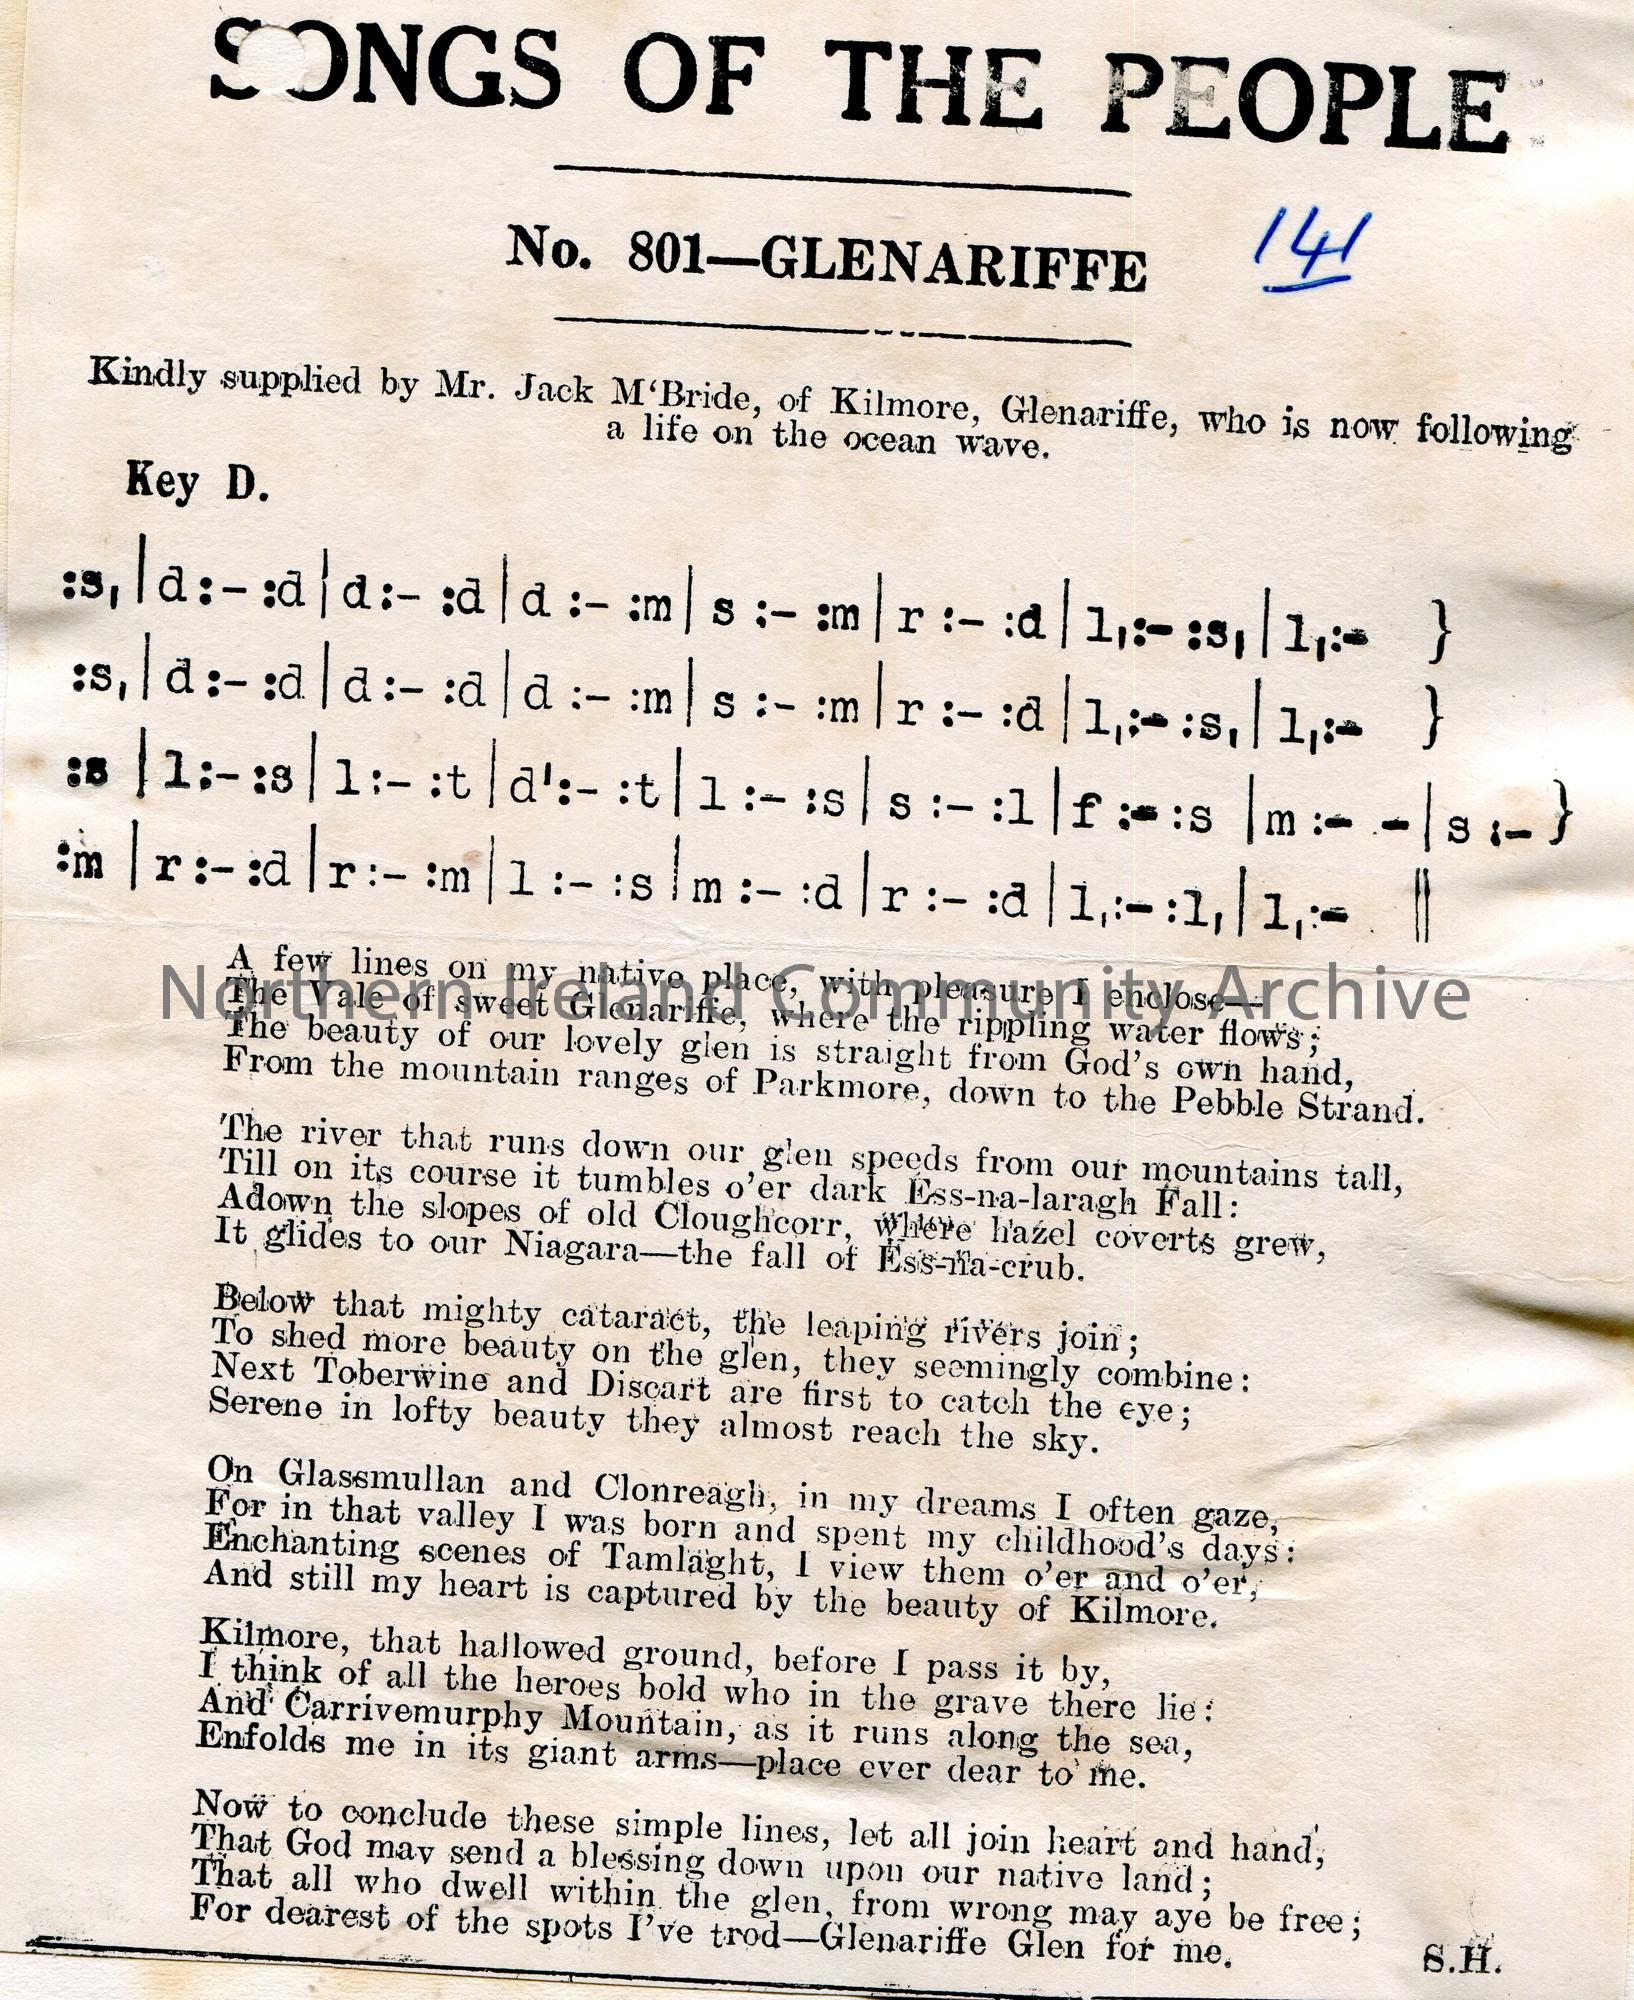 SONGS OF THE PEOPLE
No. 801—GLENARIFFE
141
Kindly supplied by Mr. Jack M‘Bride, of Kilmore, Glenariffe, who is now following
a life on the ocean wave.
Key D.
:s, | d :– :d | d :– :d | d :– :m | s :– :m | r :– :d | l, :– :s, | l, :– }
:s, | d :– :d | d :– :d | d :– :m | s :– :m | r :– :d | l, :– :s, | l, :– }
:s | l :– :s | l :– :t | d' :– :t | l :– :s | s :– :l | f :– :s | m :– – | s :– }
:m | r :– :d | r :– :m | l :– :s | m :– :d | r :– :d | l, :– :l, | l, :– ||
A few lines on my native place, with pleasure I enclose—
The Vale of sweet Glenariffe, where the rippling water flows;
The beauty of our lovely glen is straight from God's own hand,
From the mountain ranges of Parkmore, down to the Pebble Strand.
The river that runs down our glen speeds from our mountains tall,
Till on its course it tumbles o'er dark Ess-na-laragh Fall:
Adown the slopes of old Cloughcorr, where hazel coverts grew,
It glides to our Niagara—the fall of Ess-na-crub.
Below that mighty cataract, the leaping rivers join;
To shed more beauty on the glen, they seemingly combine:
Next Toberwine and Discart are first to catch the eye;
Serene in lofty beauty they almost reach the sky.
On Glassmullan and Clonreagh, in my dreams I often gaze,
For in that valley I was born and spent my childhood's days:
Enchanting scenes of Tamlaght, I view them o'er and o'er,
And still my heart is captured by the beauty of Kilmore.
Kilmore, that hallowed ground, before I pass it by,
I think of all the heroes bold who in the grave there lie:
And Carrivemurphy Mountain, as it runs along the sea,
Enfolds me in its giant arms—place ever dear to me.
Now to conclude these simple lines, let all join heart and hand,
That God may send a blessing down upon our native land;
That all who dwell within the glen, from wrong may aye be free;
For dearest of the spots I've trod—Glenariffe Glen for me.
S.H.
Northern Ireland Community Archive